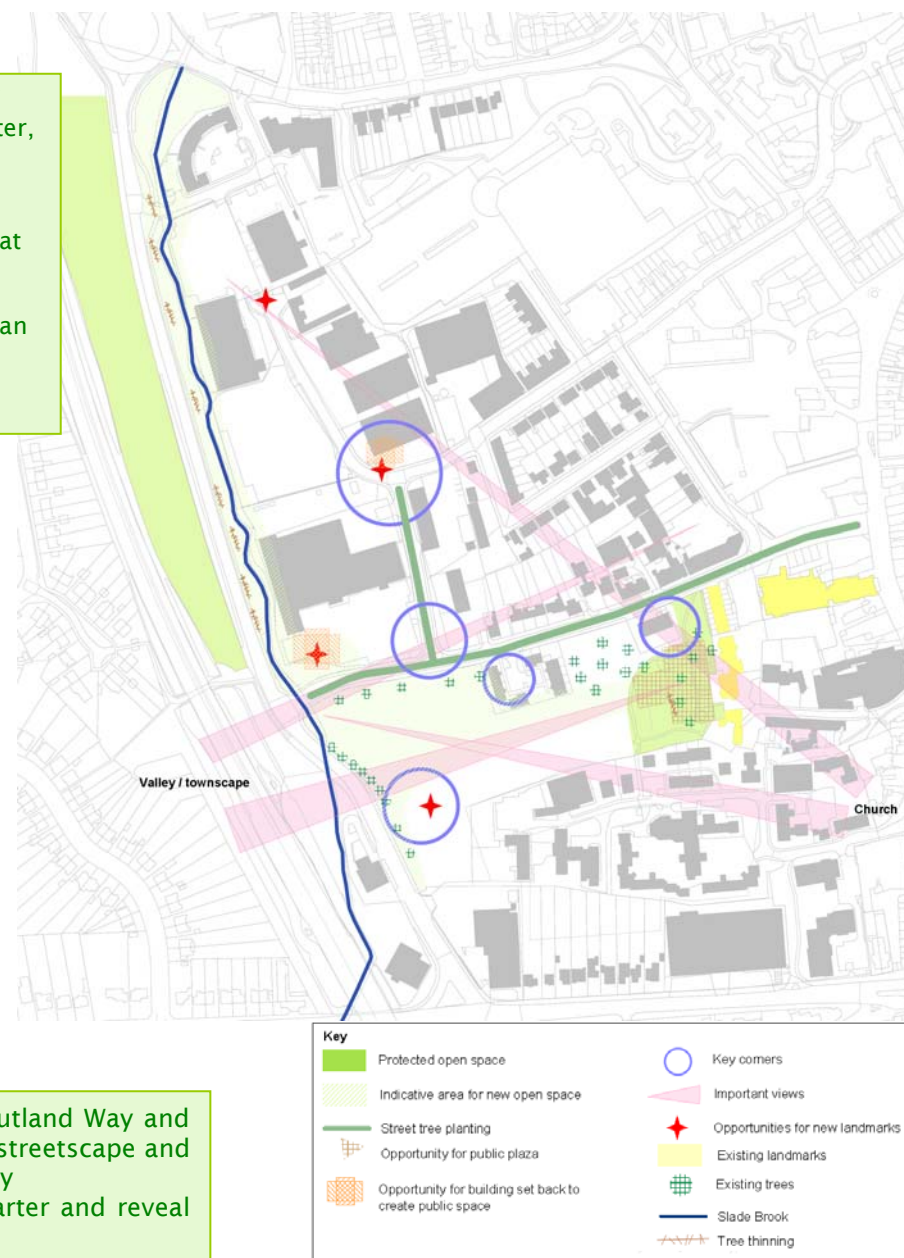 ter,
at
an
Valley / townscape
Church
utland Way and
streetscape and
y
arter and reveal
Key
Protected open space
Indicative area for new open space
Street tree planting
Opportunity for public plaza
Opportunity for building set back to
create public space
Key corners
Important views
Opportunities for new landmarks
Existing landmarks
Existing trees
Slade Brook
Tree thinning